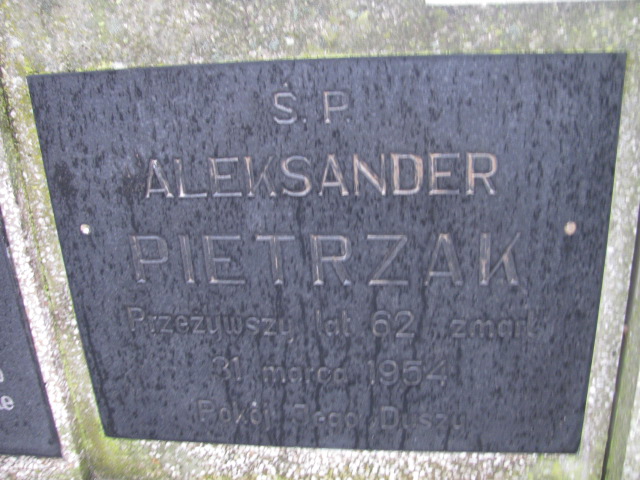 Ś.P.
ALEKSANDER
PIETRZAK
Przeżywszy lat 62 zmarł
31 marca 1954
Pokój Jego Duszy